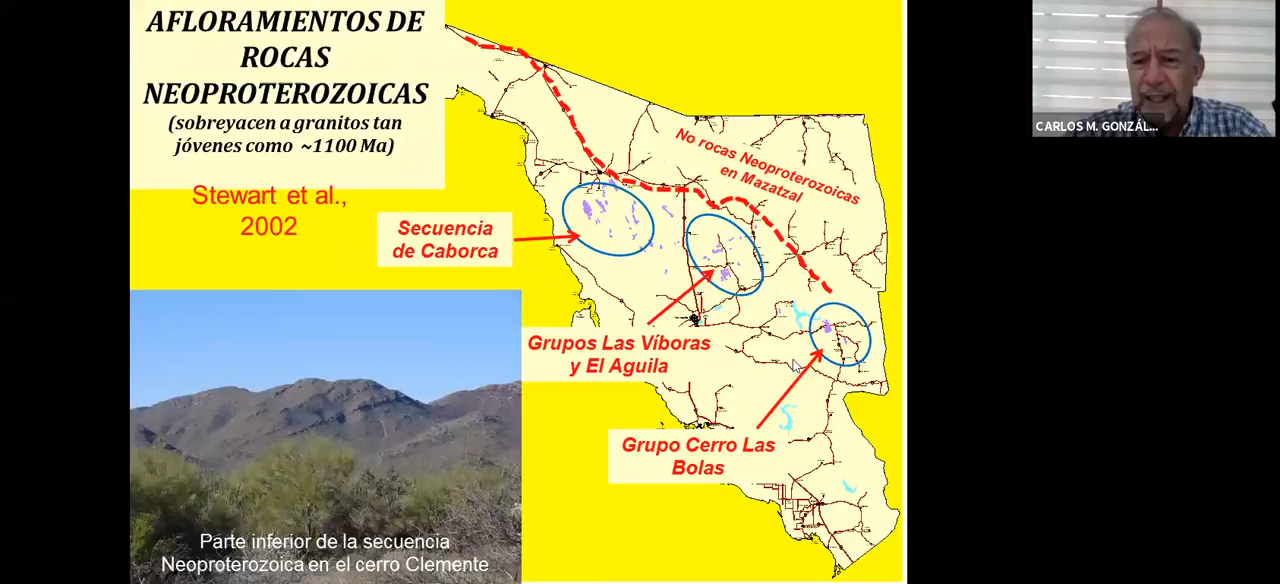 AFLORAMIENTOS DE
ROCAS
NEOPROTEROZOICAS
(sobreyacen a granitos tan
jóvenes como ~1100 Ma)
Stewart et al.,
2002
No rocas Neoproterozoicas
en Mazatzal
Secuencia
de Caborca
Grupos Las Víboras
y El Aguila
Grupo Cerro Las
Bolas
Parte inferior de la secuencia
Neoproterozoica en el cerro Clemente
CARLOS M. GONZÁL...